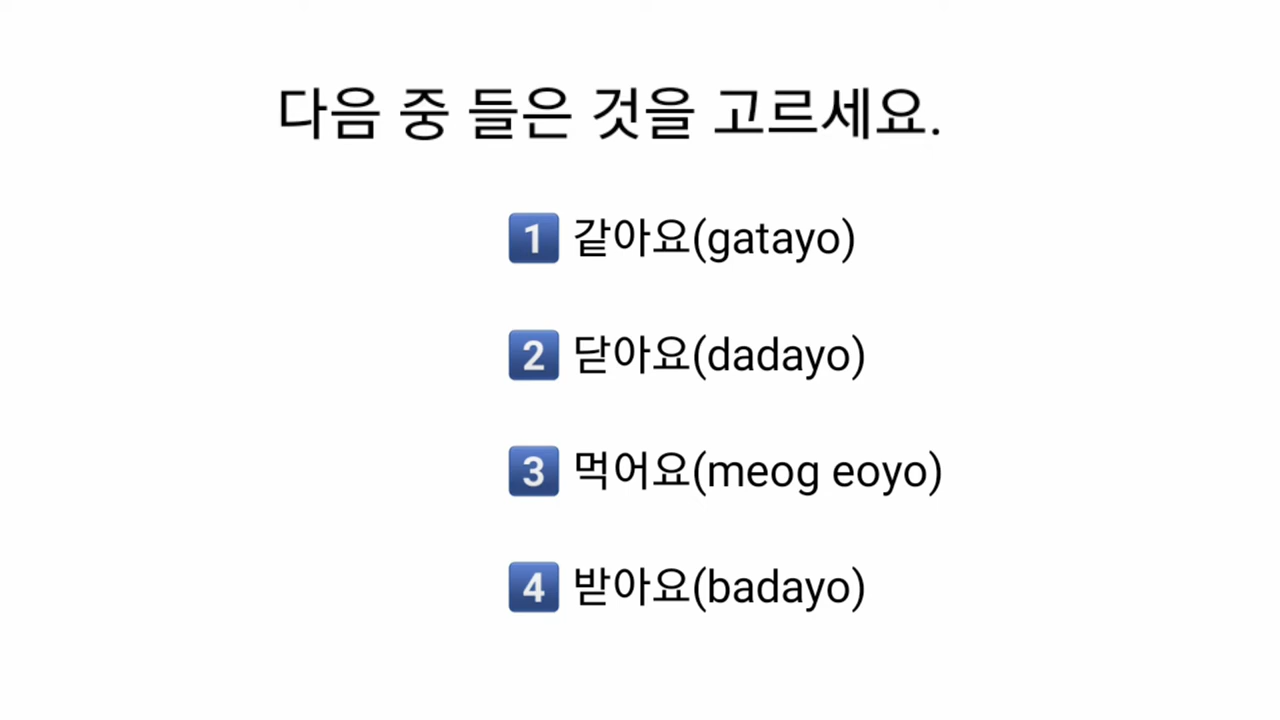 다음 중 들은 것을 고르세요.
1 같아요(gatayo)
2 닫아요(dadayo)
3 먹어요(meog eoyo)
4 받아요(badayo)